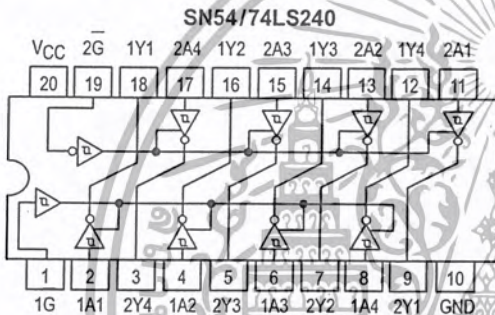 SN54/74LS240
VCC 2G 1Y1 2A4 1Y2 2A3 1Y3 2A2 1Y4 2A1
20 19 18 17 16 15 14 13 12 11
1 2 3 4 5 6 7 8 9 10
1G 1A1 2Y4 1A2 2Y3 1A3 2Y2 1A4 2Y1 GND